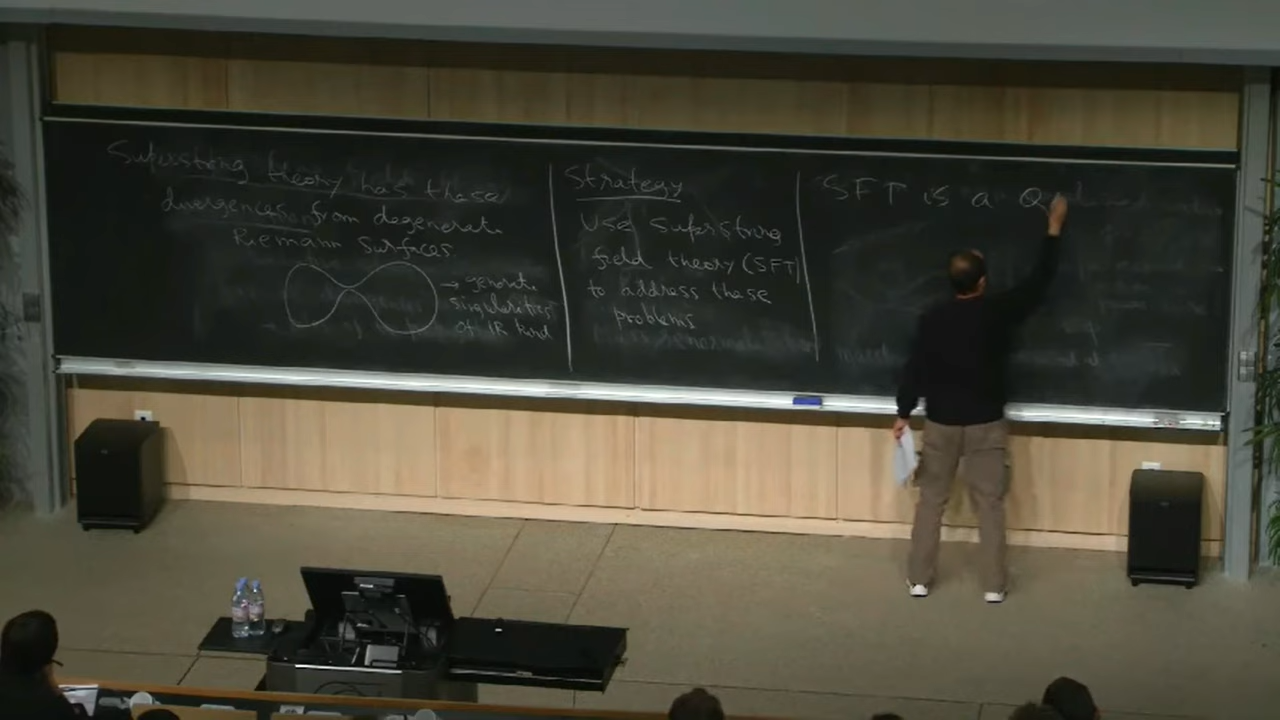 Superstring theory has these
divergences from degenerate
Riemann surfaces
→ generate
singularities
of IR kind
Strategy
Use Superstring
field theory (SFT)
to address these
problems
SFT is a Q